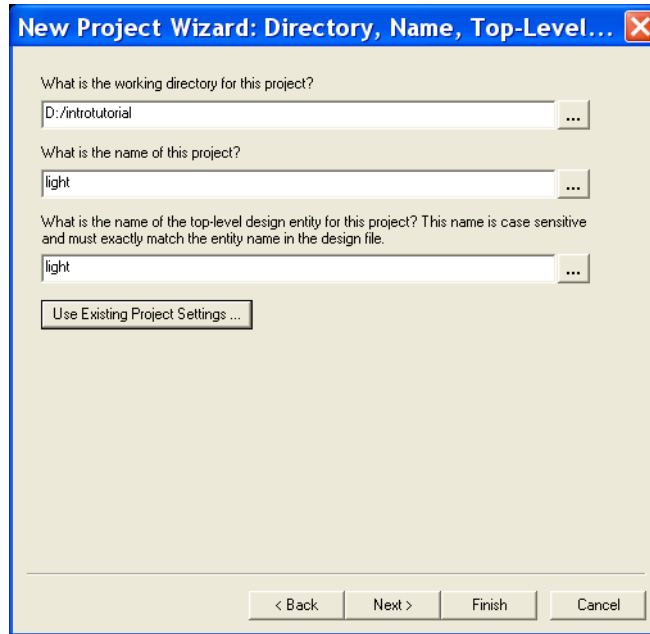 New Project Wizard: Directory, Name, Top-Level...
What is the working directory for this project?
D:/introtutorial
...
What is the name of this project?
light
...
What is the name of the top-level design entity for this project? This name is case sensitive
and must exactly match the entity name in the design file.
light
...
Use Existing Project Settings ...
< Back
Next >
Finish
Cancel